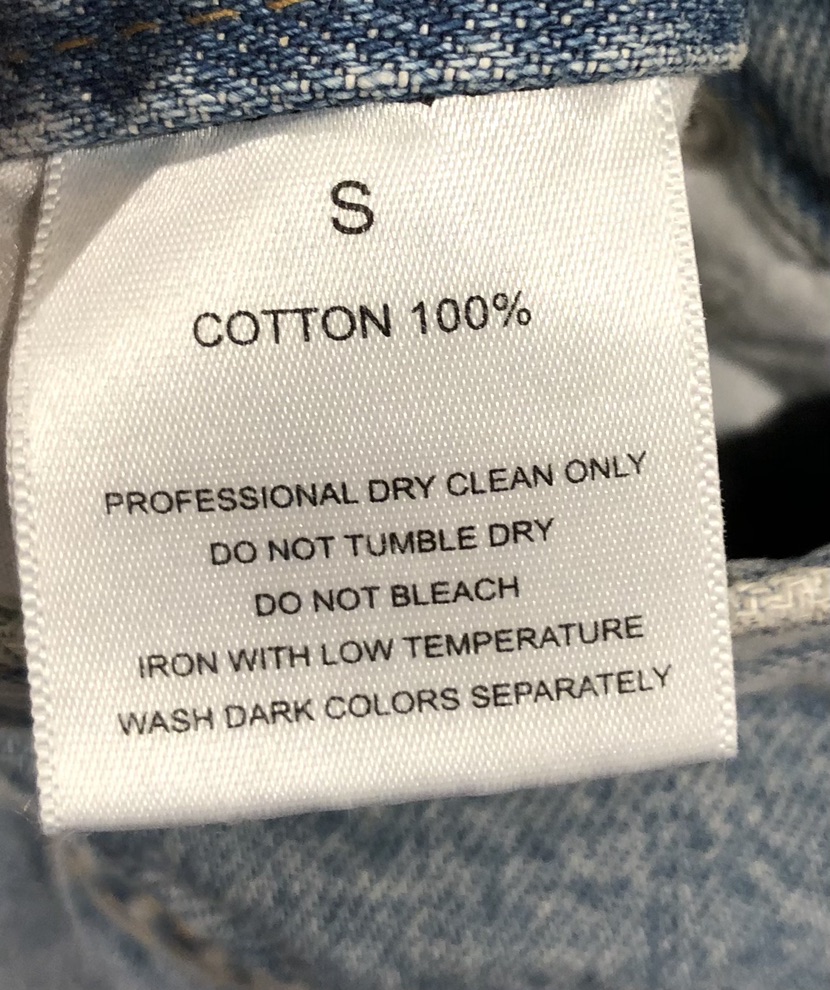 S
COTTON 100%
PROFESSIONAL DRY CLEAN ONLY
DO NOT TUMBLE DRY
DO NOT BLEACH
IRON WITH LOW TEMPERATURE
WASH DARK COLORS SEPARATELY